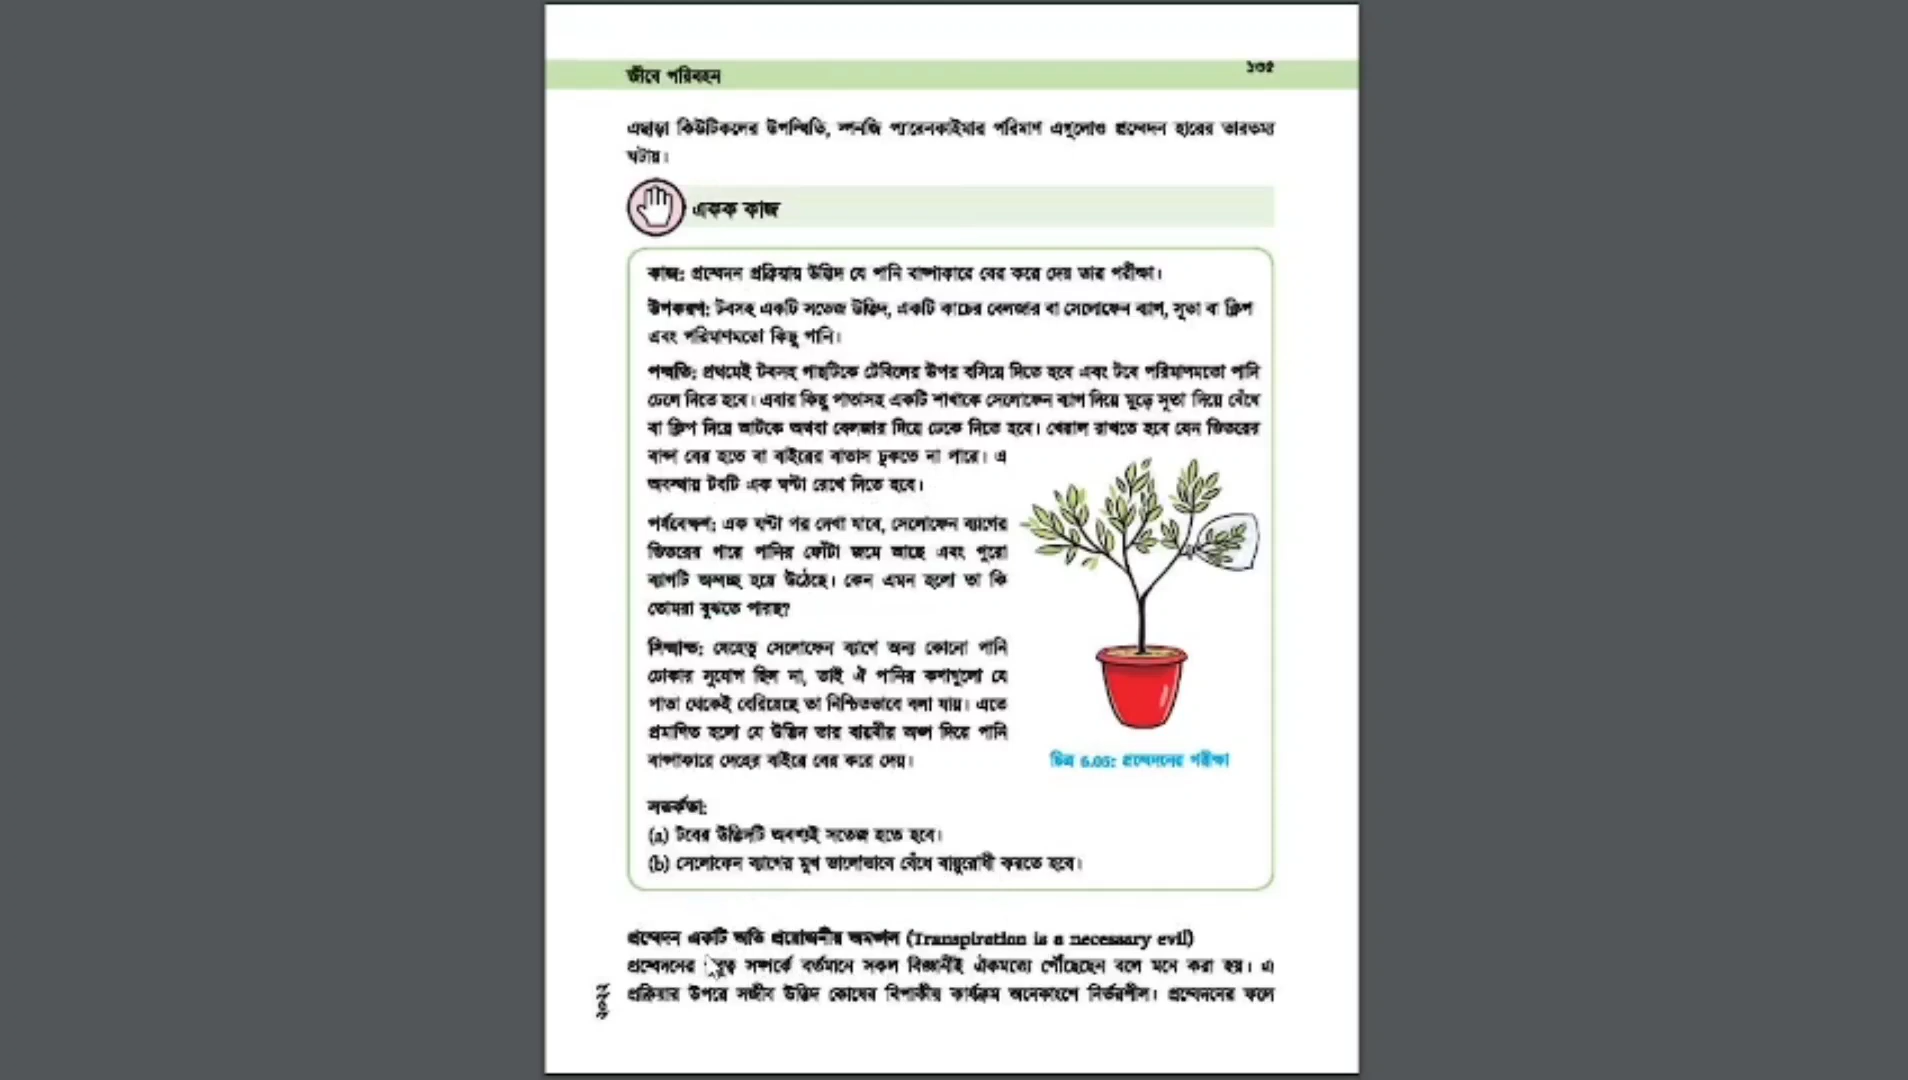 জীবে পরিবহন
১৩৫
এছাড়া কিউটিকলের উপস্থিতি, স্পনজি প্যারেনকাইমার পরিমাণ এগুলোও প্রস্বেদন হারের তারতম্য
ঘটায়।
একক কাজ
কাজ: প্রস্বেদন প্রক্রিয়ায় উদ্ভিদ যে পানি বাষ্পাকারে বের করে দেয় তার পরীক্ষা।
উপকরণ: টবসহ একটি সতেজ উদ্ভিদ, একটি কাচের বেলজার বা সেলোফেন ব্যাগ, সুতা বা ক্লিপ
এবং পরিমাণমতো কিছু পানি।
পদ্ধতি: প্রথমেই টবসহ গাছটিকে টেবিলের উপর বসিয়ে দিতে হবে এবং টবে পরিমাণমতো পানি
ঢেলে দিতে হবে। এবার কিছু পাতাসহ একটি শাখাকে সেলোফেন ব্যাগ দিয়ে মুড়ে সুতা দিয়ে বেঁধে
বা ক্লিপ দিয়ে আটকে অথবা বেলজার দিয়ে ঢেকে দিতে হবে। খেয়াল রাখতে হবে যেন ভিতরের
বাষ্প বের হতে বা বাইরের বাতাস ঢুকতে না পারে। এ
অবস্থায় টবটি এক ঘণ্টা রেখে দিতে হবে।
পর্যবেক্ষণ: এক ঘণ্টা পর দেখা যাবে, সেলোফেন ব্যাগের
ভিতরের গায়ে পানির ফোঁটা জমে আছে এবং পুরো
ব্যাগটি অস্বচ্ছ হয়ে উঠেছে। কেন এমন হলো তা কি
তোমরা বুঝতে পারছ?
সিদ্ধান্ত: যেহেতু সেলোফেন ব্যাগে অন্য কোনো পানি
ঢোকার সুযোগ ছিল না, তাই ঐ পানির কণাগুলো যে
পাতা থেকেই বেরিয়েছে তা নিশ্চিতভাবে বলা যায়। এতে
প্রমাণিত হলো যে উদ্ভিদ তার বায়বীয় অঙ্গ দিয়ে পানি
বাষ্পাকারে দেহের বাইরে বের করে দেয়।
চিত্র 6.05: প্রস্বেদনের পরীক্ষা
সতর্কতা:
(a) টবের উদ্ভিদটি অবশ্যই সতেজ হতে হবে।
(b) সেলোফেন ব্যাগের মুখ ভালোভাবে বেঁধে বায়ুরোধী করতে হবে।
প্রস্বেদন একটি অতি প্রয়োজনীয় অমঙ্গল (Transpiration is a necessary evil)
প্রস্বেদনের গুরুত্ব সম্পর্কে বর্তমানে সকল বিজ্ঞানীই ঐকমত্যে পৌঁছেছেন বলে মনে করা হয়। এ
প্রক্রিয়ার উপরে সজীব উদ্ভিদ কোষের বিপাকীয় কার্যক্রম অনেকাংশে নির্ভরশীল। প্রস্বেদনের ফলে